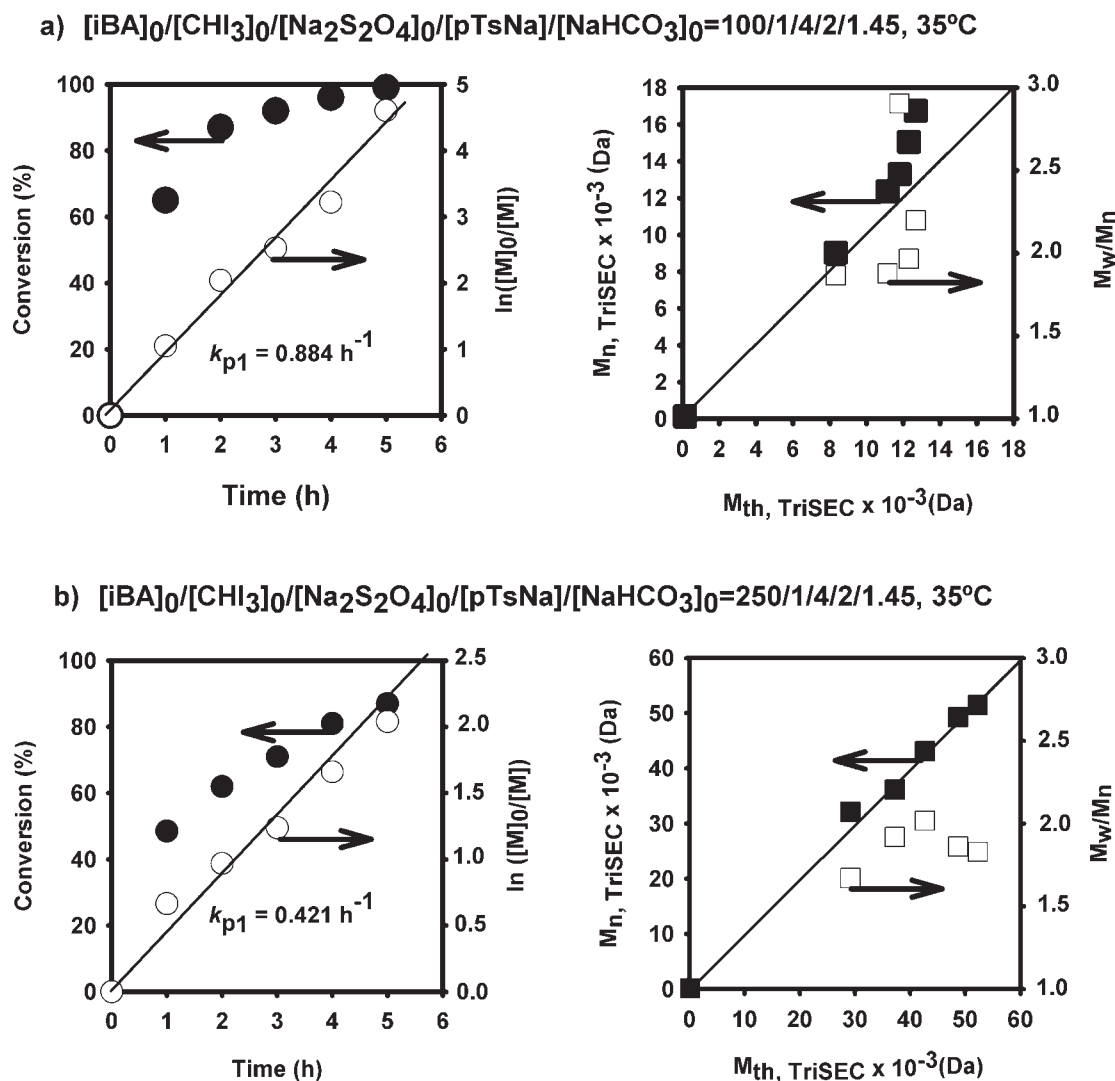 a) [iBA]0/[CHI3]0/[Na2S2O4]0/[pTsNa]/[NaHCO3]0=100/1/4/2/1.45, 35ºC
Conversion (%)
100
80
60
40
20
0
0 1 2 3 4 5 6
Time (h)
5
4
3
2
1
0
ln([M]0/[M])
kp1 = 0.884 h-1
Mn, TriSEC x 10-3 (Da)
18
16
14
12
10
8
6
4
2
0
0 2 4 6 8 10 12 14 16 18
Mth, TriSEC x 10-3(Da)
3.0
2.5
2.0
1.5
1.0
Mw/Mn
b) [iBA]0/[CHI3]0/[Na2S2O4]0/[pTsNa]/[NaHCO3]0=250/1/4/2/1.45, 35ºC
Conversion (%)
100
80
60
40
20
0
0 1 2 3 4 5 6
Time (h)
2.5
2.0
1.5
1.0
0.5
0.0
ln ([M]0/[M])
kp1 = 0.421 h-1
Mn, TriSEC x 10-3 (Da)
60
50
40
30
20
10
0
0 10 20 30 40 50 60
Mth, TriSEC x 10-3(Da)
3.0
2.5
2.0
1.5
1.0
Mw/Mn